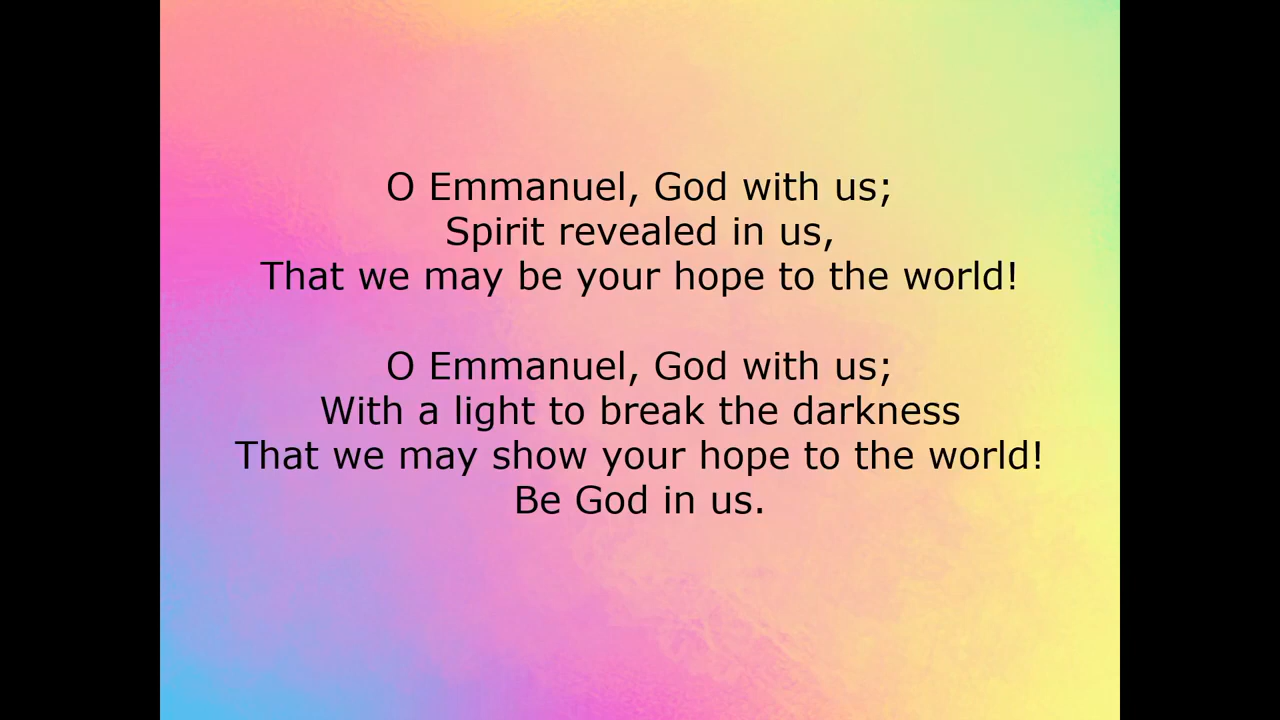 O Emmanuel, God with us;
Spirit revealed in us,
That we may be your hope to the world!
O Emmanuel, God with us;
With a light to break the darkness
That we may show your hope to the world!
Be God in us.